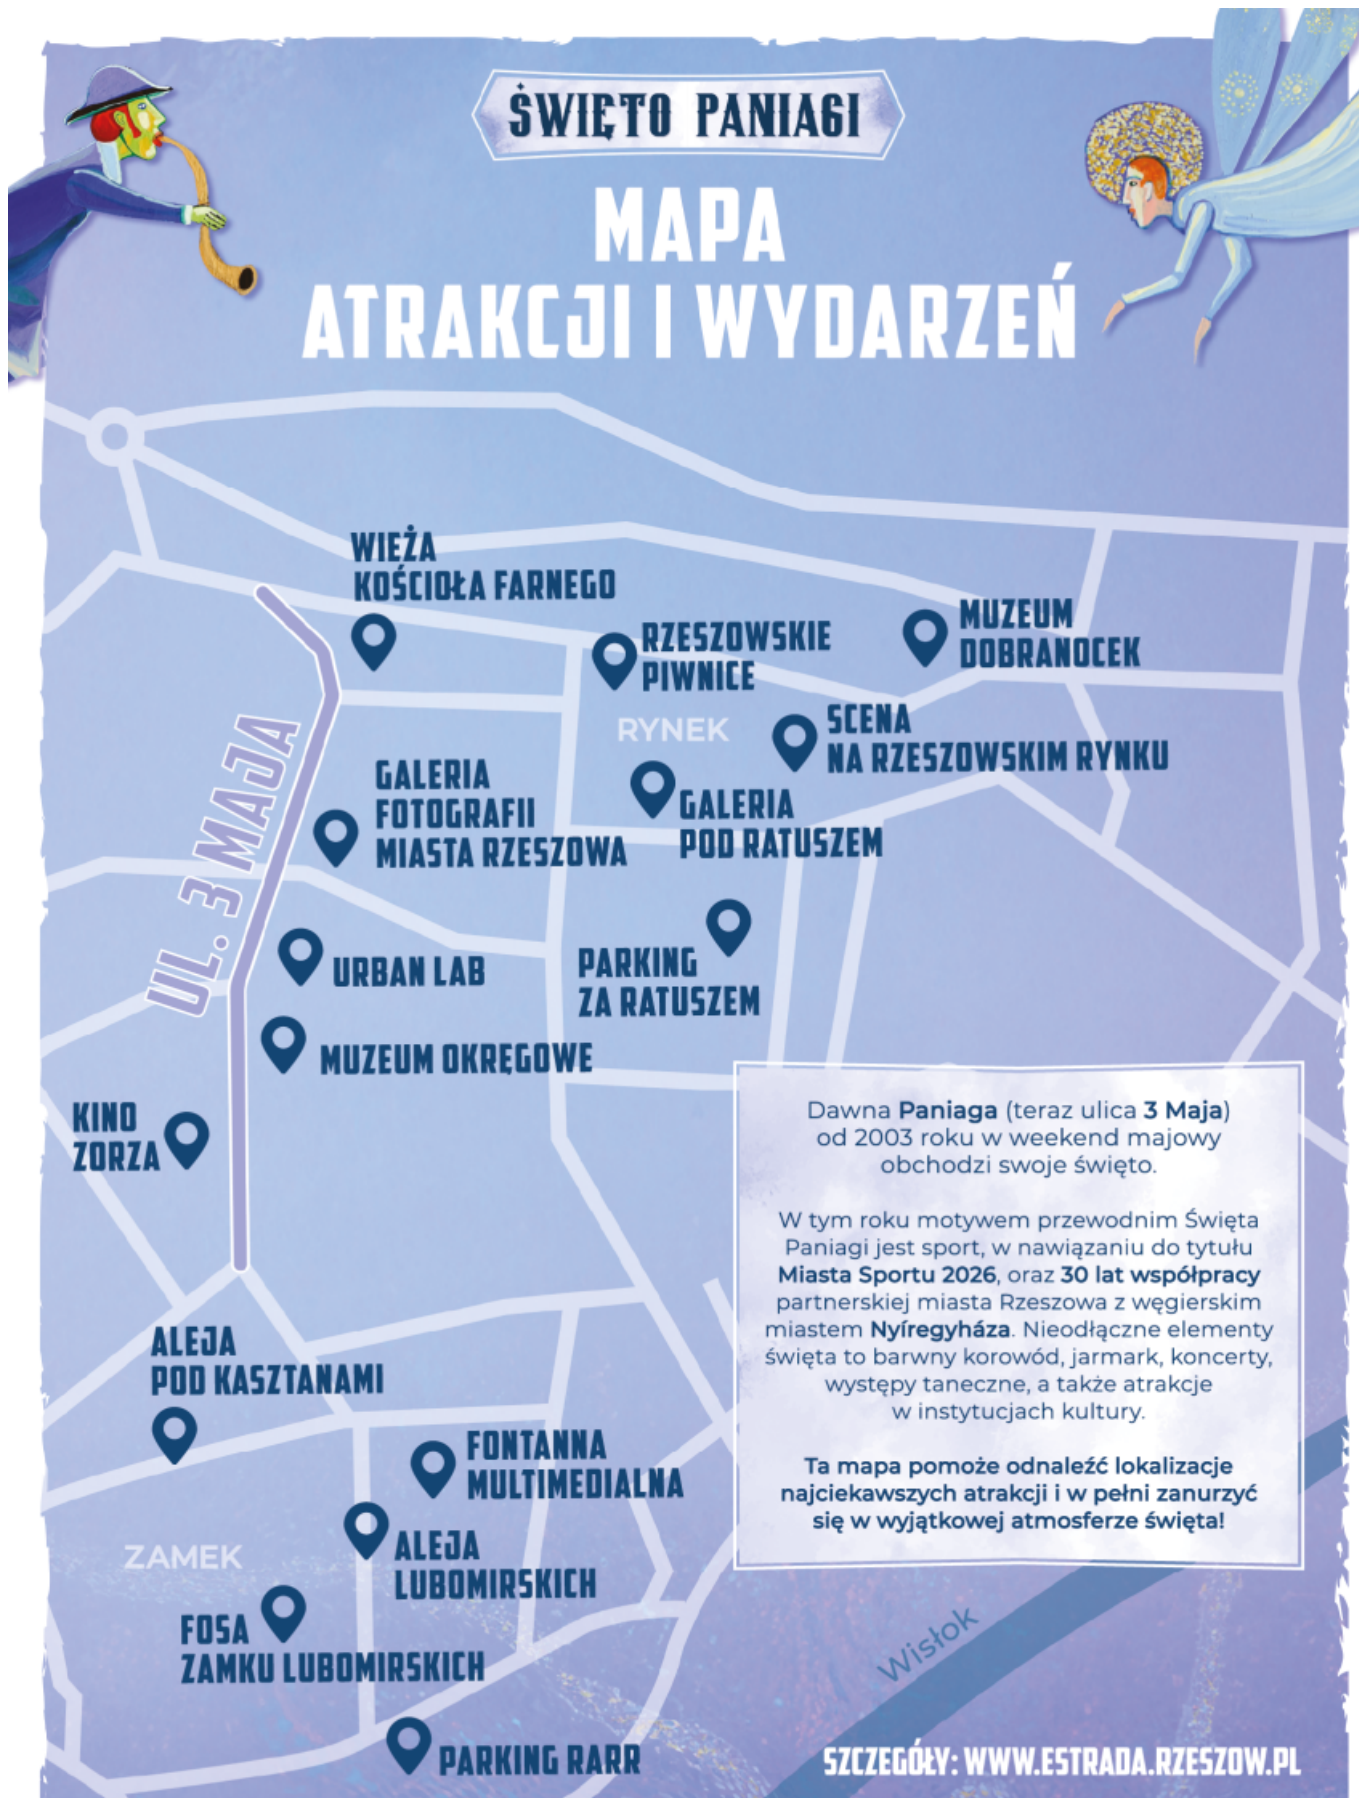 ŚWIĘTO PANIAGI
MAPA
ATRAKCJI I WYDARZEŃ
WIEŻA
KOŚCIOŁA FARNEGO
RZESZOWSKIE
PIWNICE
MUZEUM
DOBRANOCEK
RYNEK
SCENA
NA RZESZOWSKIM RYNKU
UL. 3 MAJA
GALERIA
FOTOGRAFII
MIASTA RZESZOWA
GALERIA
POD RATUSZEM
URBAN LAB
PARKING
ZA RATUSZEM
MUZEUM OKRĘGOWE
KINO
ZORZA
Dawna Paniaga (teraz ulica 3 Maja)
od 2003 roku w weekend majowy
obchodzi swoje święto.
W tym roku motywem przewodnim Święta
Paniagi jest sport, w nawiązaniu do tytułu
Miasta Sportu 2026, oraz 30 lat współpracy
partnerskiej miasta Rzeszowa z węgierskim
miastem Nyíregyháza. Nieodłączne elementy
święta to barwny korowód, jarmark, koncerty,
występy taneczne, a także atrakcje
w instytucjach kultury.
Ta mapa pomoże odnaleźć lokalizacje
najciekawszych atrakcji i w pełni zanurzyć
się w wyjątkowej atmosferze święta!
ALEJA
POD KASZTANAMI
FONTANNA
MULTIMEDIALNA
ZAMEK
ALEJA
LUBOMIRSKICH
FOSA
ZAMKU LUBOMIRSKICH
Wisłok
PARKING RARR
SZCZEGÓŁY: WWW.ESTRADA.RZESZOW.PL